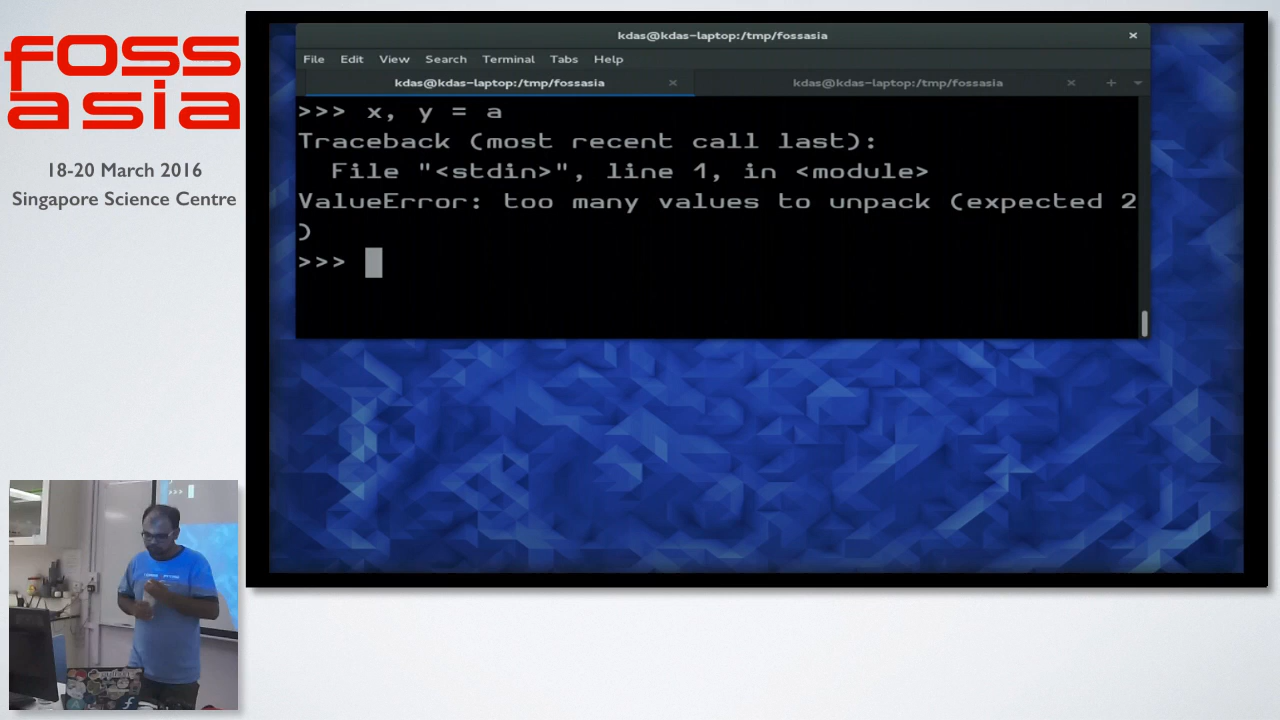 foss
asia
18-20 March 2016
Singapore Science Centre
kdas@kdas-laptop:/tmp/fossasia
File Edit View Search Terminal Tabs Help
kdas@kdas-laptop:/tmp/fossasia kdas@kdas-laptop:/tmp/fossasia
>>> x, y = a
Traceback (most recent call last):
File "<stdin>", line 1, in <module>
ValueError: too many values to unpack (expected 2
)
>>>
>>>